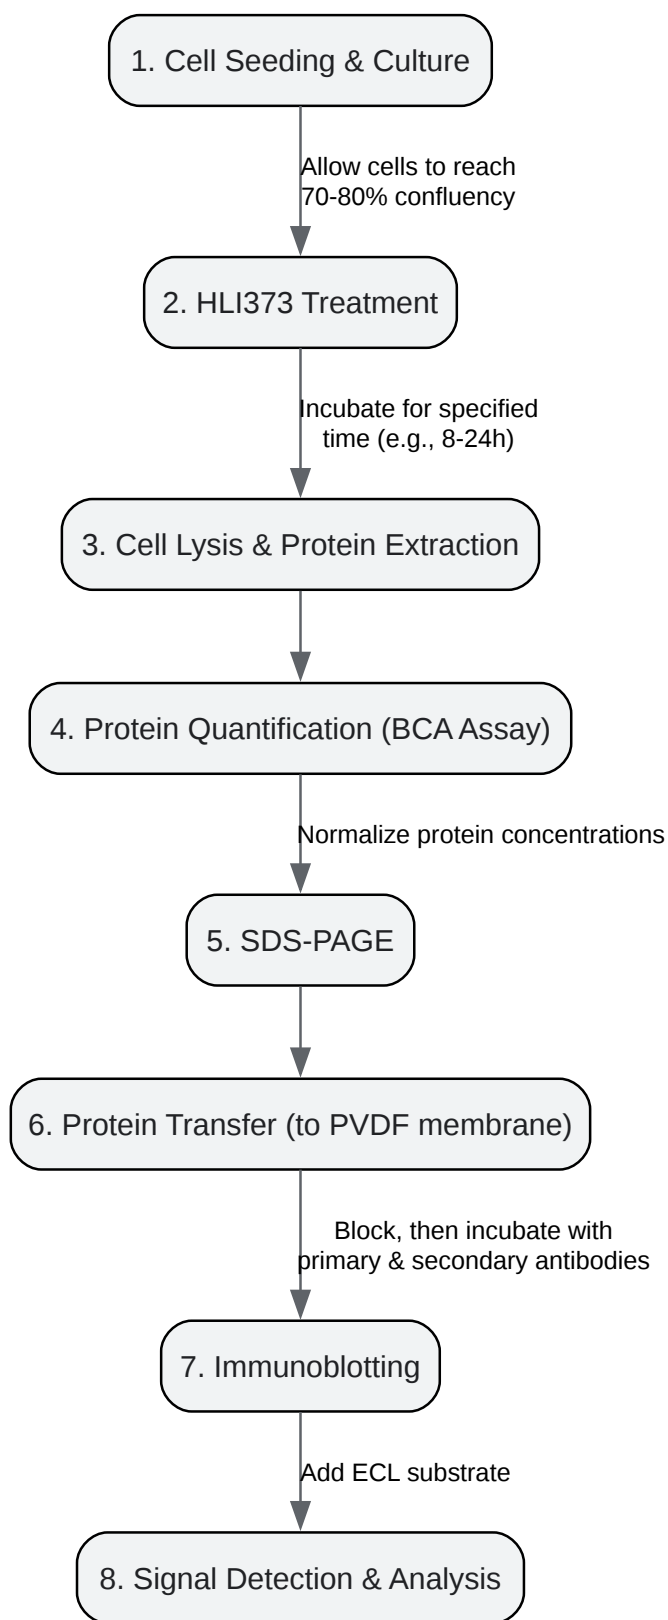 1. Cell Seeding & Culture
Allow cells to reach
70-80% confluency
2. HLI373 Treatment
Incubate for specified
time (e.g., 8-24h)
3. Cell Lysis & Protein Extraction
4. Protein Quantification (BCA Assay)
Normalize protein concentrations
5. SDS-PAGE
6. Protein Transfer (to PVDF membrane)
Block, then incubate with
primary & secondary antibodies
7. Immunoblotting
Add ECL substrate
8. Signal Detection & Analysis